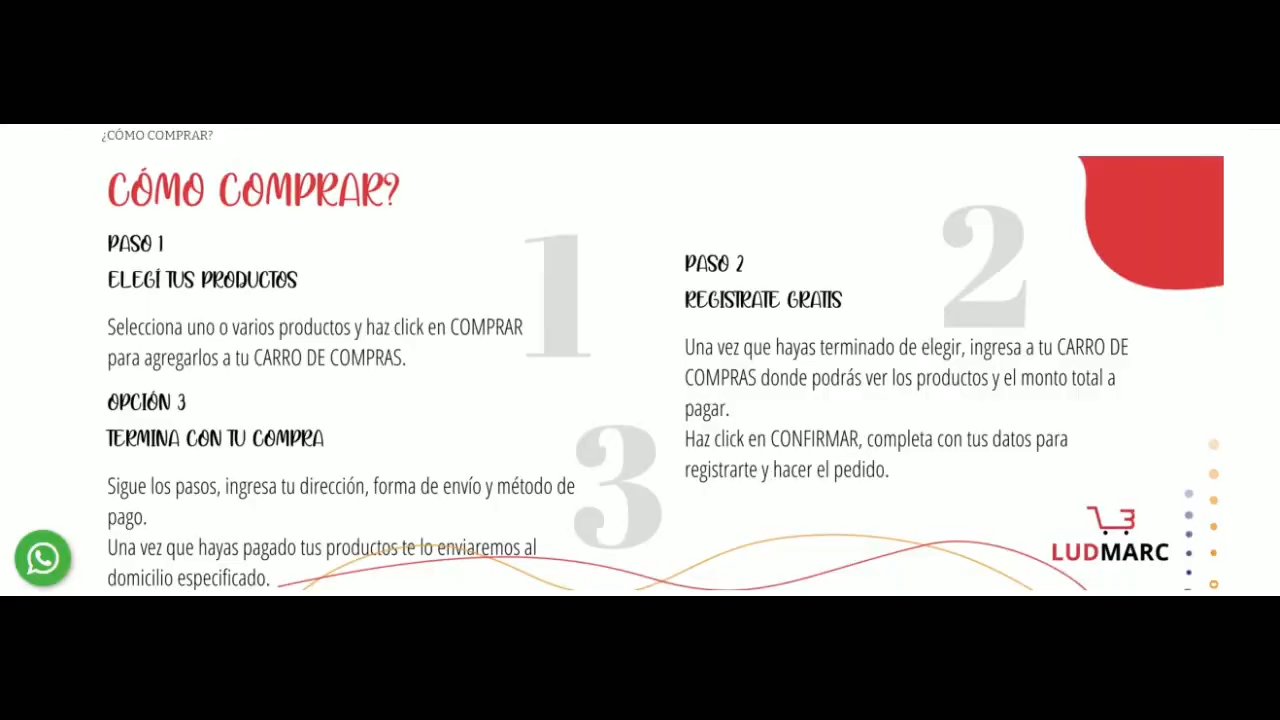 ¿CÓMO COMPRAR?
CÓMO COMPRAR?
PASO 1
ELEGÍ TUS PRODUCTOS
Selecciona uno o varios productos y haz click en COMPRAR
para agregarlos a tu CARRO DE COMPRAS.
1
PASO 2
REGISTRATE GRATIS
Una vez que hayas terminado de elegir, ingresa a tu CARRO DE
COMPRAS donde podrás ver los productos y el monto total a
pagar.
Haz click en CONFIRMAR, completa con tus datos para
registrarte y hacer el pedido.
2
OPCIÓN 3
TERMINA CON TU COMPRA
Sigue los pasos, ingresa tu dirección, forma de envío y método de
pago.
Una vez que hayas pagado tus productos te lo enviaremos al
domicilio especificado.
3
LUDMARC